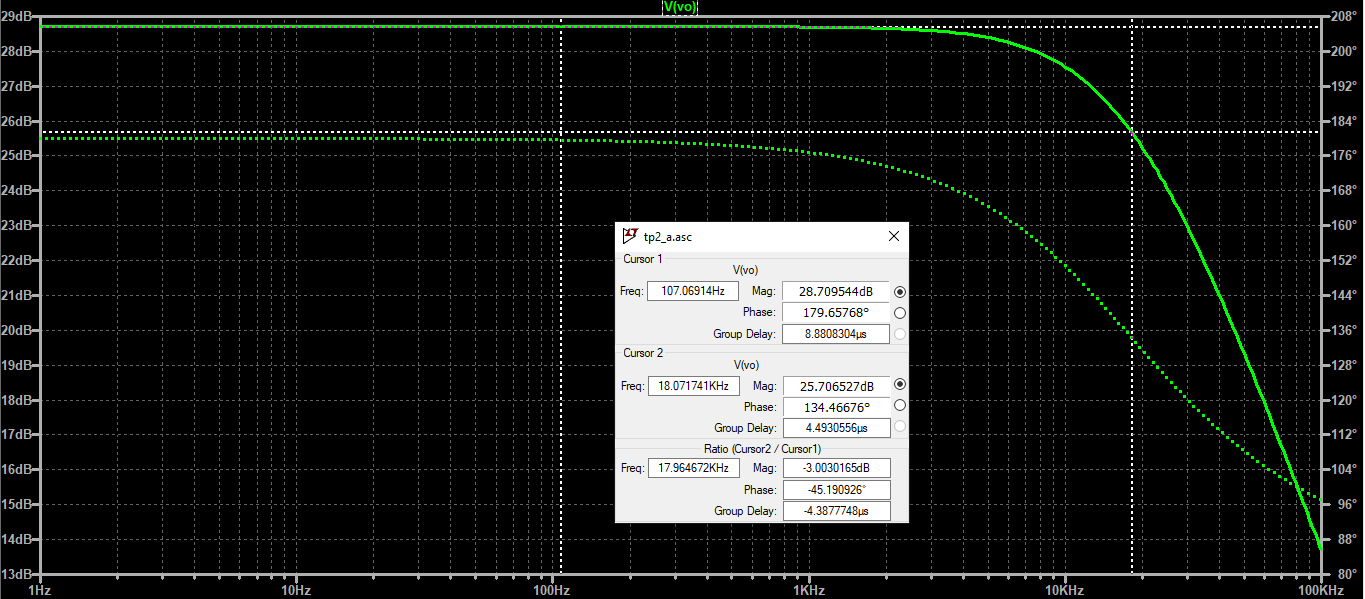 V(vo)
29dB 208°
28dB 200°
27dB 192°
26dB 184°
25dB 176°
24dB 168°
23dB 160°
22dB 152°
21dB 144°
20dB 136°
19dB 128°
18dB 120°
17dB 112°
16dB 104°
15dB 96°
14dB 88°
13dB 80°
1Hz 10Hz 100Hz 1KHz 10KHz 100KHz
tp2_a.asc
Cursor 1
V(vo)
Freq: 107.06914Hz Mag: 28.709544dB
Phase: 179.65768°
Group Delay: 8.8808304µs
Cursor 2
V(vo)
Freq: 18.071741KHz Mag: 25.706527dB
Phase: 134.46676°
Group Delay: 4.4930556µs
Ratio (Cursor2 / Cursor1)
Freq: 17.964672KHz Mag: -3.0030165dB
Phase: -45.190926°
Group Delay: -4.3877748µs